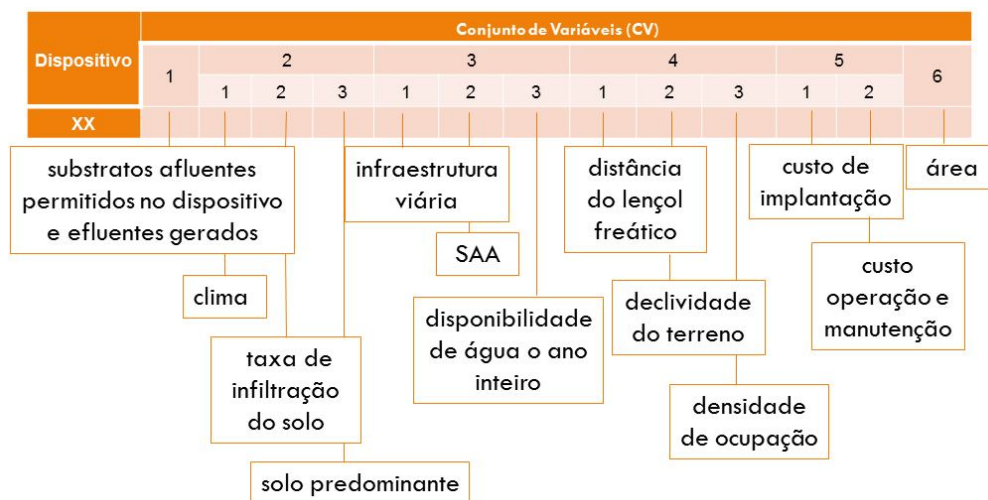 Conjunto de Variáveis (CV)
Dispositivo
1 2 3 4 5 6
1 2 3 1 2 3 1 2 3 1 2
XX
substratos afluentes
permitidos no dispositivo
e efluentes gerados
clima
taxa de
infiltração
do solo
solo predominante
infraestrutura
viária
SAA
disponibilidade
de água o ano
inteiro
distância
do lençol
freático
declividade
do terreno
densidade
de ocupação
custo de
implantação
custo
operação e
manutenção
área